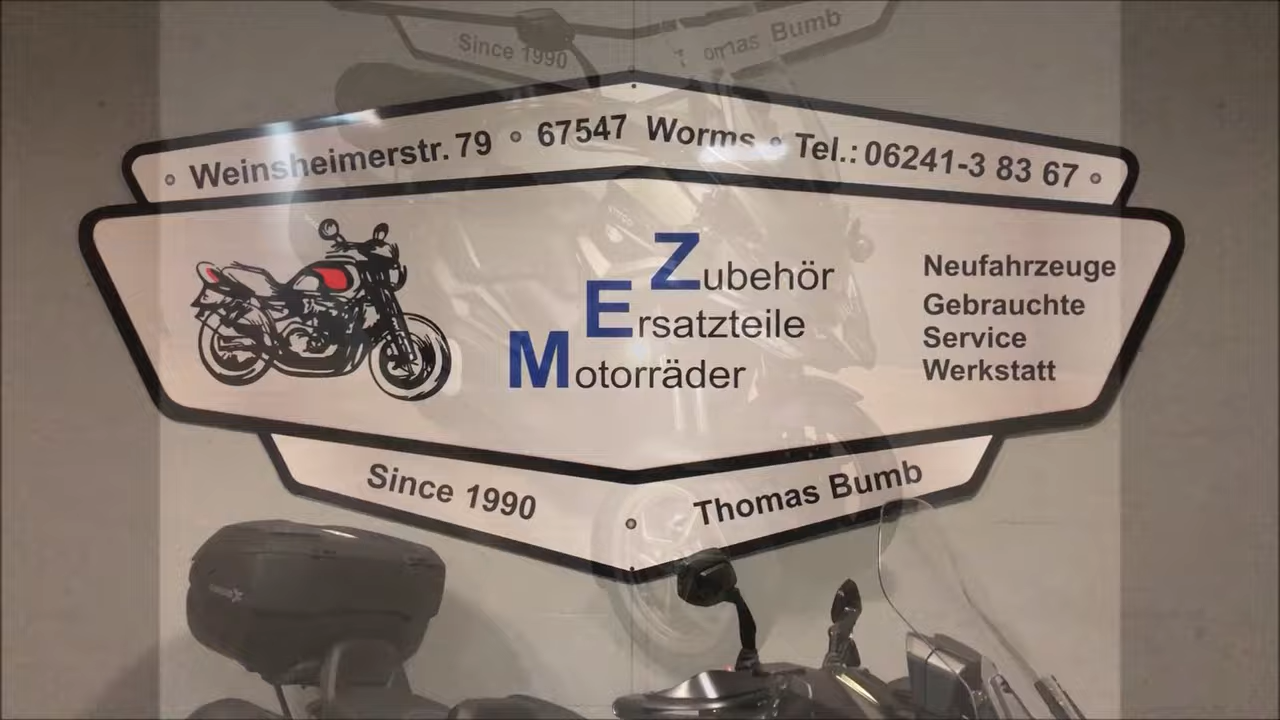 Since 1990
omas Bumb
Weinsheimerstr. 79 ∘ 67547 Worms ∘ Tel.: 06241-3 83 67
Zubehör
Ersatzteile
Motorräder
Neufahrzeuge
Gebrauchte
Service
Werkstatt
Since 1990
Thomas Bumb